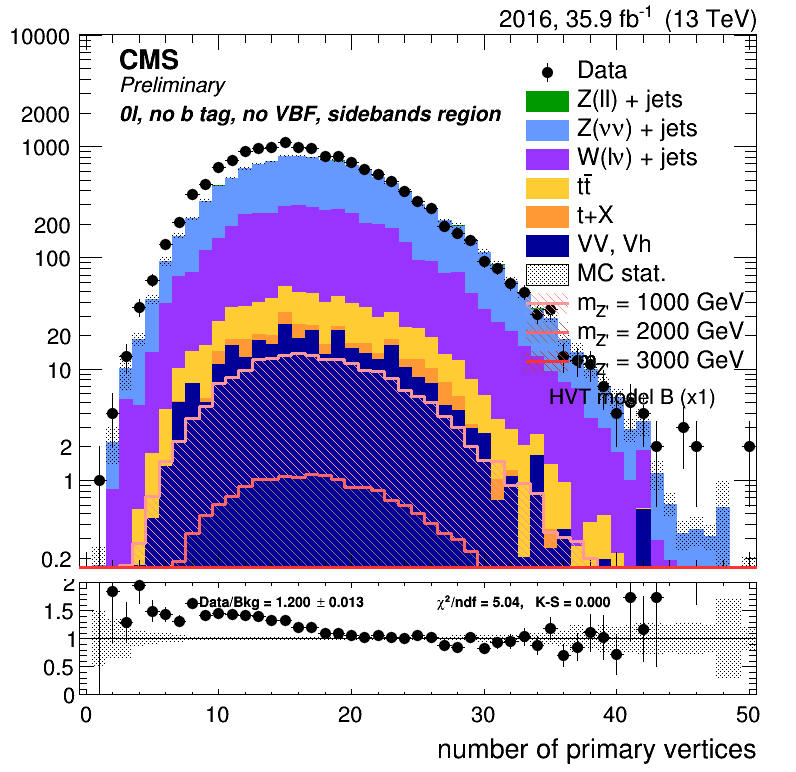 2016, 35.9 fb⁻¹ (13 TeV)
10000
CMS
Preliminary
0l, no b tag, no VBF, sidebands region
Data
Z(ll) + jets
Z(νν) + jets
W(lν) + jets
tt̄
t+X
VV, Vh
MC stat.
m_Z' = 1000 GeV
m_Z' = 2000 GeV
m_Z' = 3000 GeV
HVT model B (x1)
2000
1000
200
100
20
10
2
1
0.2
2
1.5
1
0.5
0
Data/Bkg = 1.200 ± 0.013
χ²/ndf = 5.04, K-S = 0.000
0 10 20 30 40 50
number of primary vertices